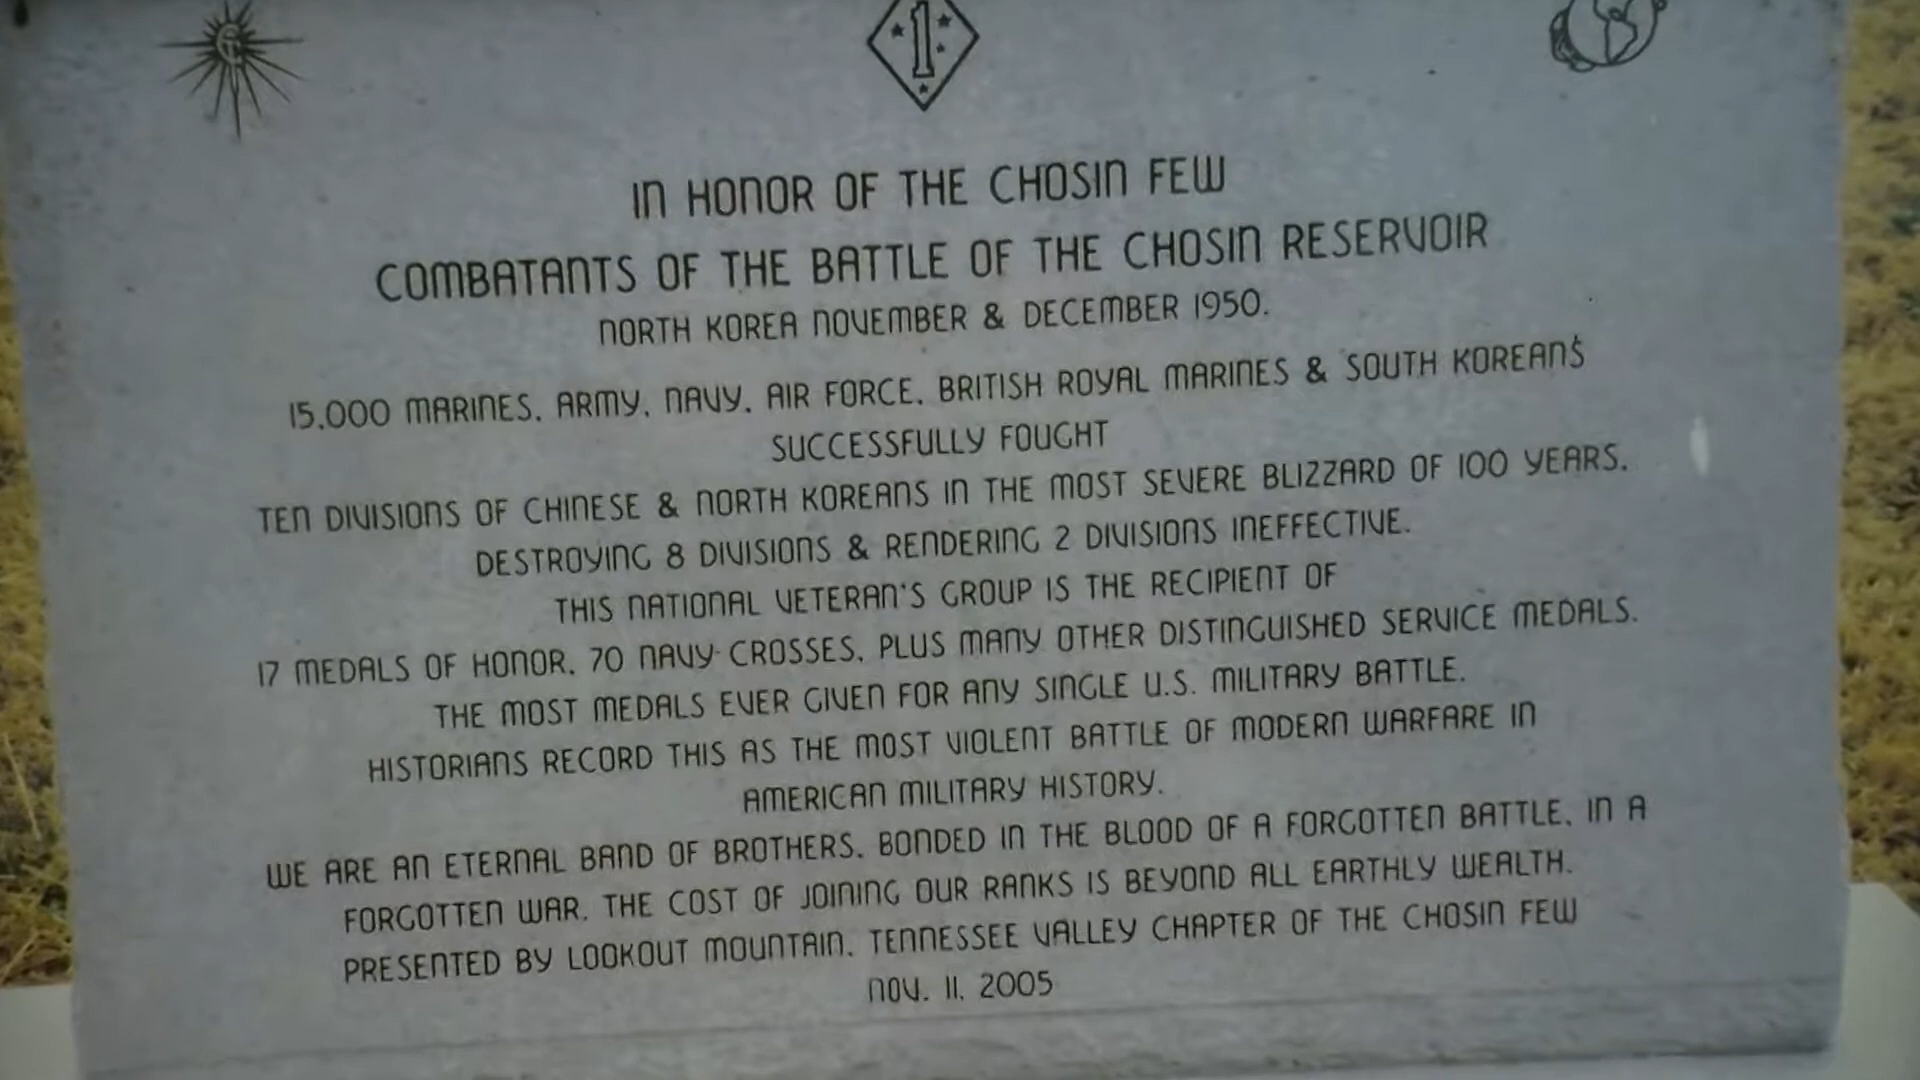 1
IN HONOR OF THE CHOSIN FEW
COMBATANTS OF THE BATTLE OF THE CHOSIN RESERVOIR
NORTH KOREA NOVEMBER & DECEMBER 1950.
15,000 MARINES, ARMY, NAVY, AIR FORCE, BRITISH ROYAL MARINES & SOUTH KOREANS
SUCCESSFULLY FOUGHT
TEN DIVISIONS OF CHINESE & NORTH KOREANS IN THE MOST SEVERE BLIZZARD OF 100 YEARS,
DESTROYING 8 DIVISIONS & RENDERING 2 DIVISIONS INEFFECTIVE.
THIS NATIONAL VETERAN'S GROUP IS THE RECIPIENT OF
17 MEDALS OF HONOR, 70 NAVY CROSSES, PLUS MANY OTHER DISTINGUISHED SERVICE MEDALS.
THE MOST MEDALS EVER GIVEN FOR ANY SINGLE U.S. MILITARY BATTLE.
HISTORIANS RECORD THIS AS THE MOST VIOLENT BATTLE OF MODERN WARFARE IN
AMERICAN MILITARY HISTORY.
WE ARE AN ETERNAL BAND OF BROTHERS, BONDED IN THE BLOOD OF A FORGOTTEN BATTLE, IN A
FORGOTTEN WAR. THE COST OF JOINING OUR RANKS IS BEYOND ALL EARTHLY WEALTH.
PRESENTED BY LOOKOUT MOUNTAIN, TENNESSEE VALLEY CHAPTER OF THE CHOSIN FEW
NOV. 11, 2005